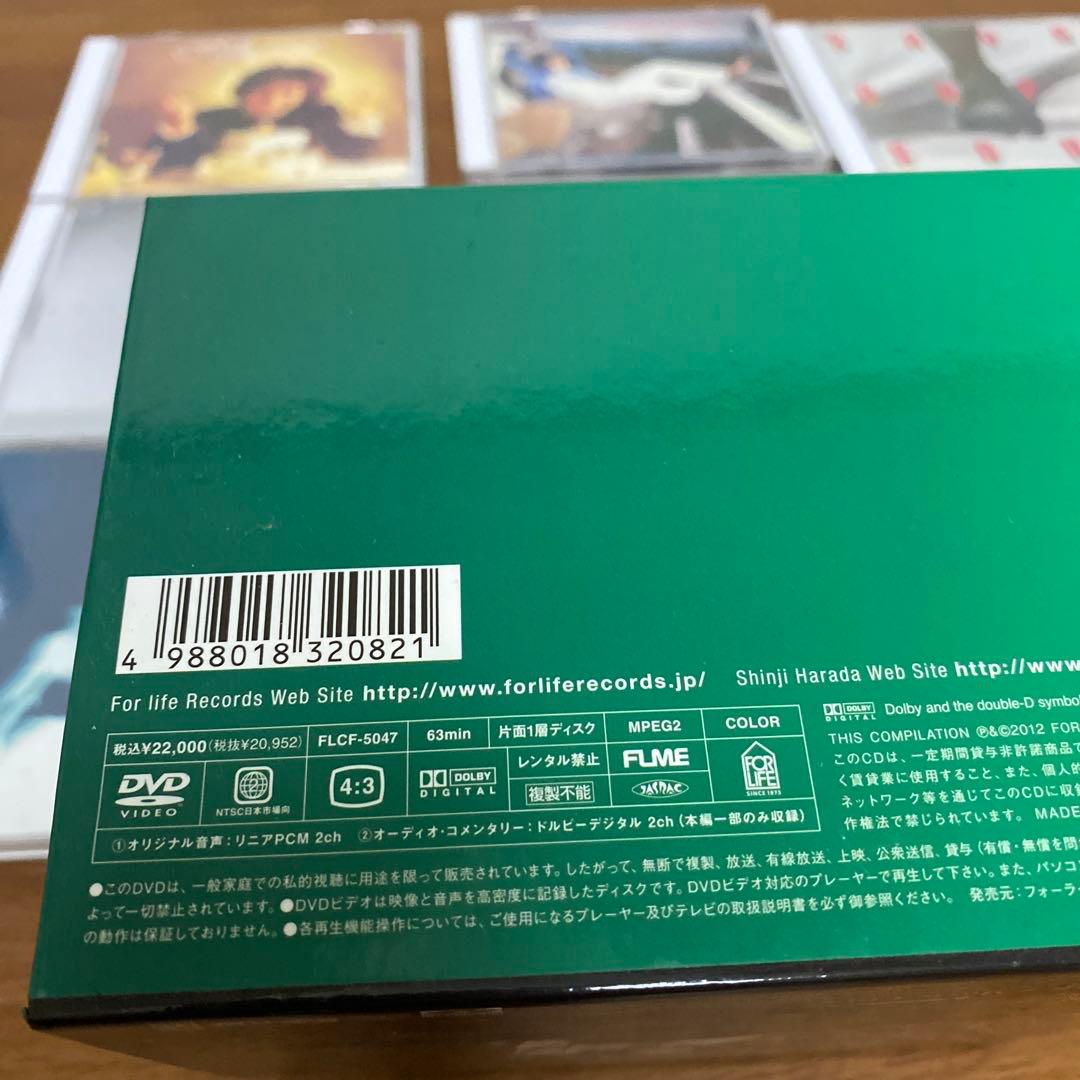 4 988018 320821
For life Records Web Site http://www.forliferecords.jp/
Shinji Harada Web Site http://www
税込¥22,000(税抜¥20,952) FLCF-5047 63min 片面1層ディスク MPEG2 COLOR
DVD VIDEO NTSC日本市場向 4:3 DOLBY DIGITAL レンタル禁止 複製不能 FLME JASRAC FOR LIFE SINCE 1973
①オリジナル音声：リニアPCM 2ch ②オーディオ・コメンタリー：ドルビーデジタル 2ch (本編一部のみ収録)
DOLBY DIGITAL Dolby and the double-D symbol
THIS COMPILATION ℗&©2012 FOR
このCDは、一定期間貸与非許諾商品で
く賃貸業に使用すること、また、個人的
ネットワーク等を通じてこのCDに収録
作権法で禁じられています。 MADE
●このDVDは、一般家庭での私的視聴に用途を限って販売されています。したがって、無断で複製、放送、有線放送、上映、公衆送信、貸与(有償・無償を問
よって一切禁止されています。●DVDビデオは映像と音声を高密度に記録したディスクです。DVDビデオ対応のプレーヤーで再生して下さい。また、パソコ
の動作は保証しておりません。●各再生機能操作については、ご使用になるプレーヤー及びテレビの取扱説明書を必ず御参照ください。 発売元：フォーラ